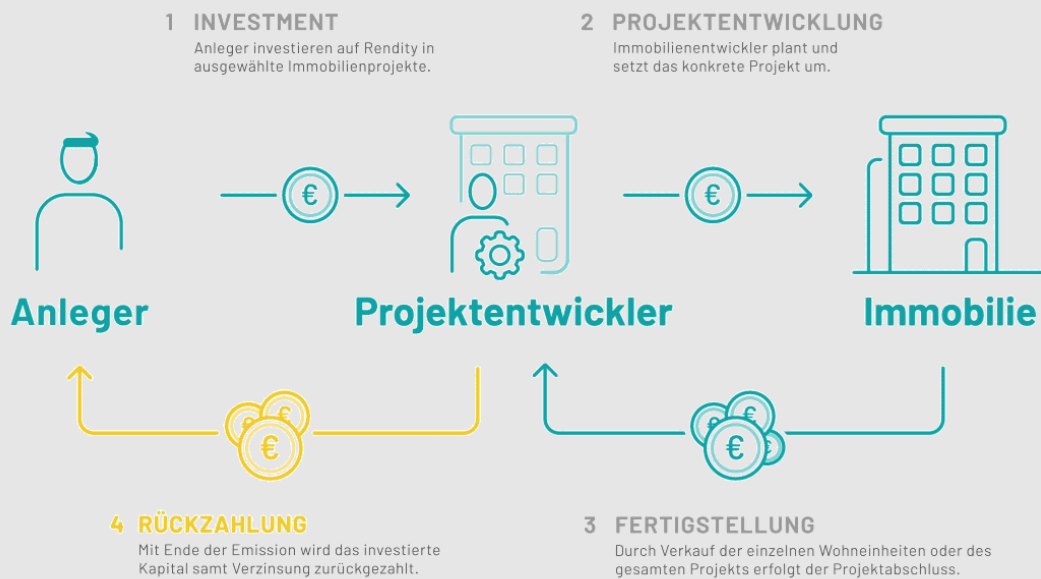 1 INVESTMENT
Anleger investieren auf Rendity in
ausgewählte Immobilienprojekte.
2 PROJEKTENTWICKLUNG
Immobilienentwickler plant und
setzt das konkrete Projekt um.
€
€
Anleger
Projektentwickler
Immobilie
€ € €
€ € € €
4 RÜCKZAHLUNG
Mit Ende der Emission wird das investierte
Kapital samt Verzinsung zurückgezahlt.
3 FERTIGSTELLUNG
Durch Verkauf der einzelnen Wohneinheiten oder des
gesamten Projekts erfolgt der Projektabschluss.